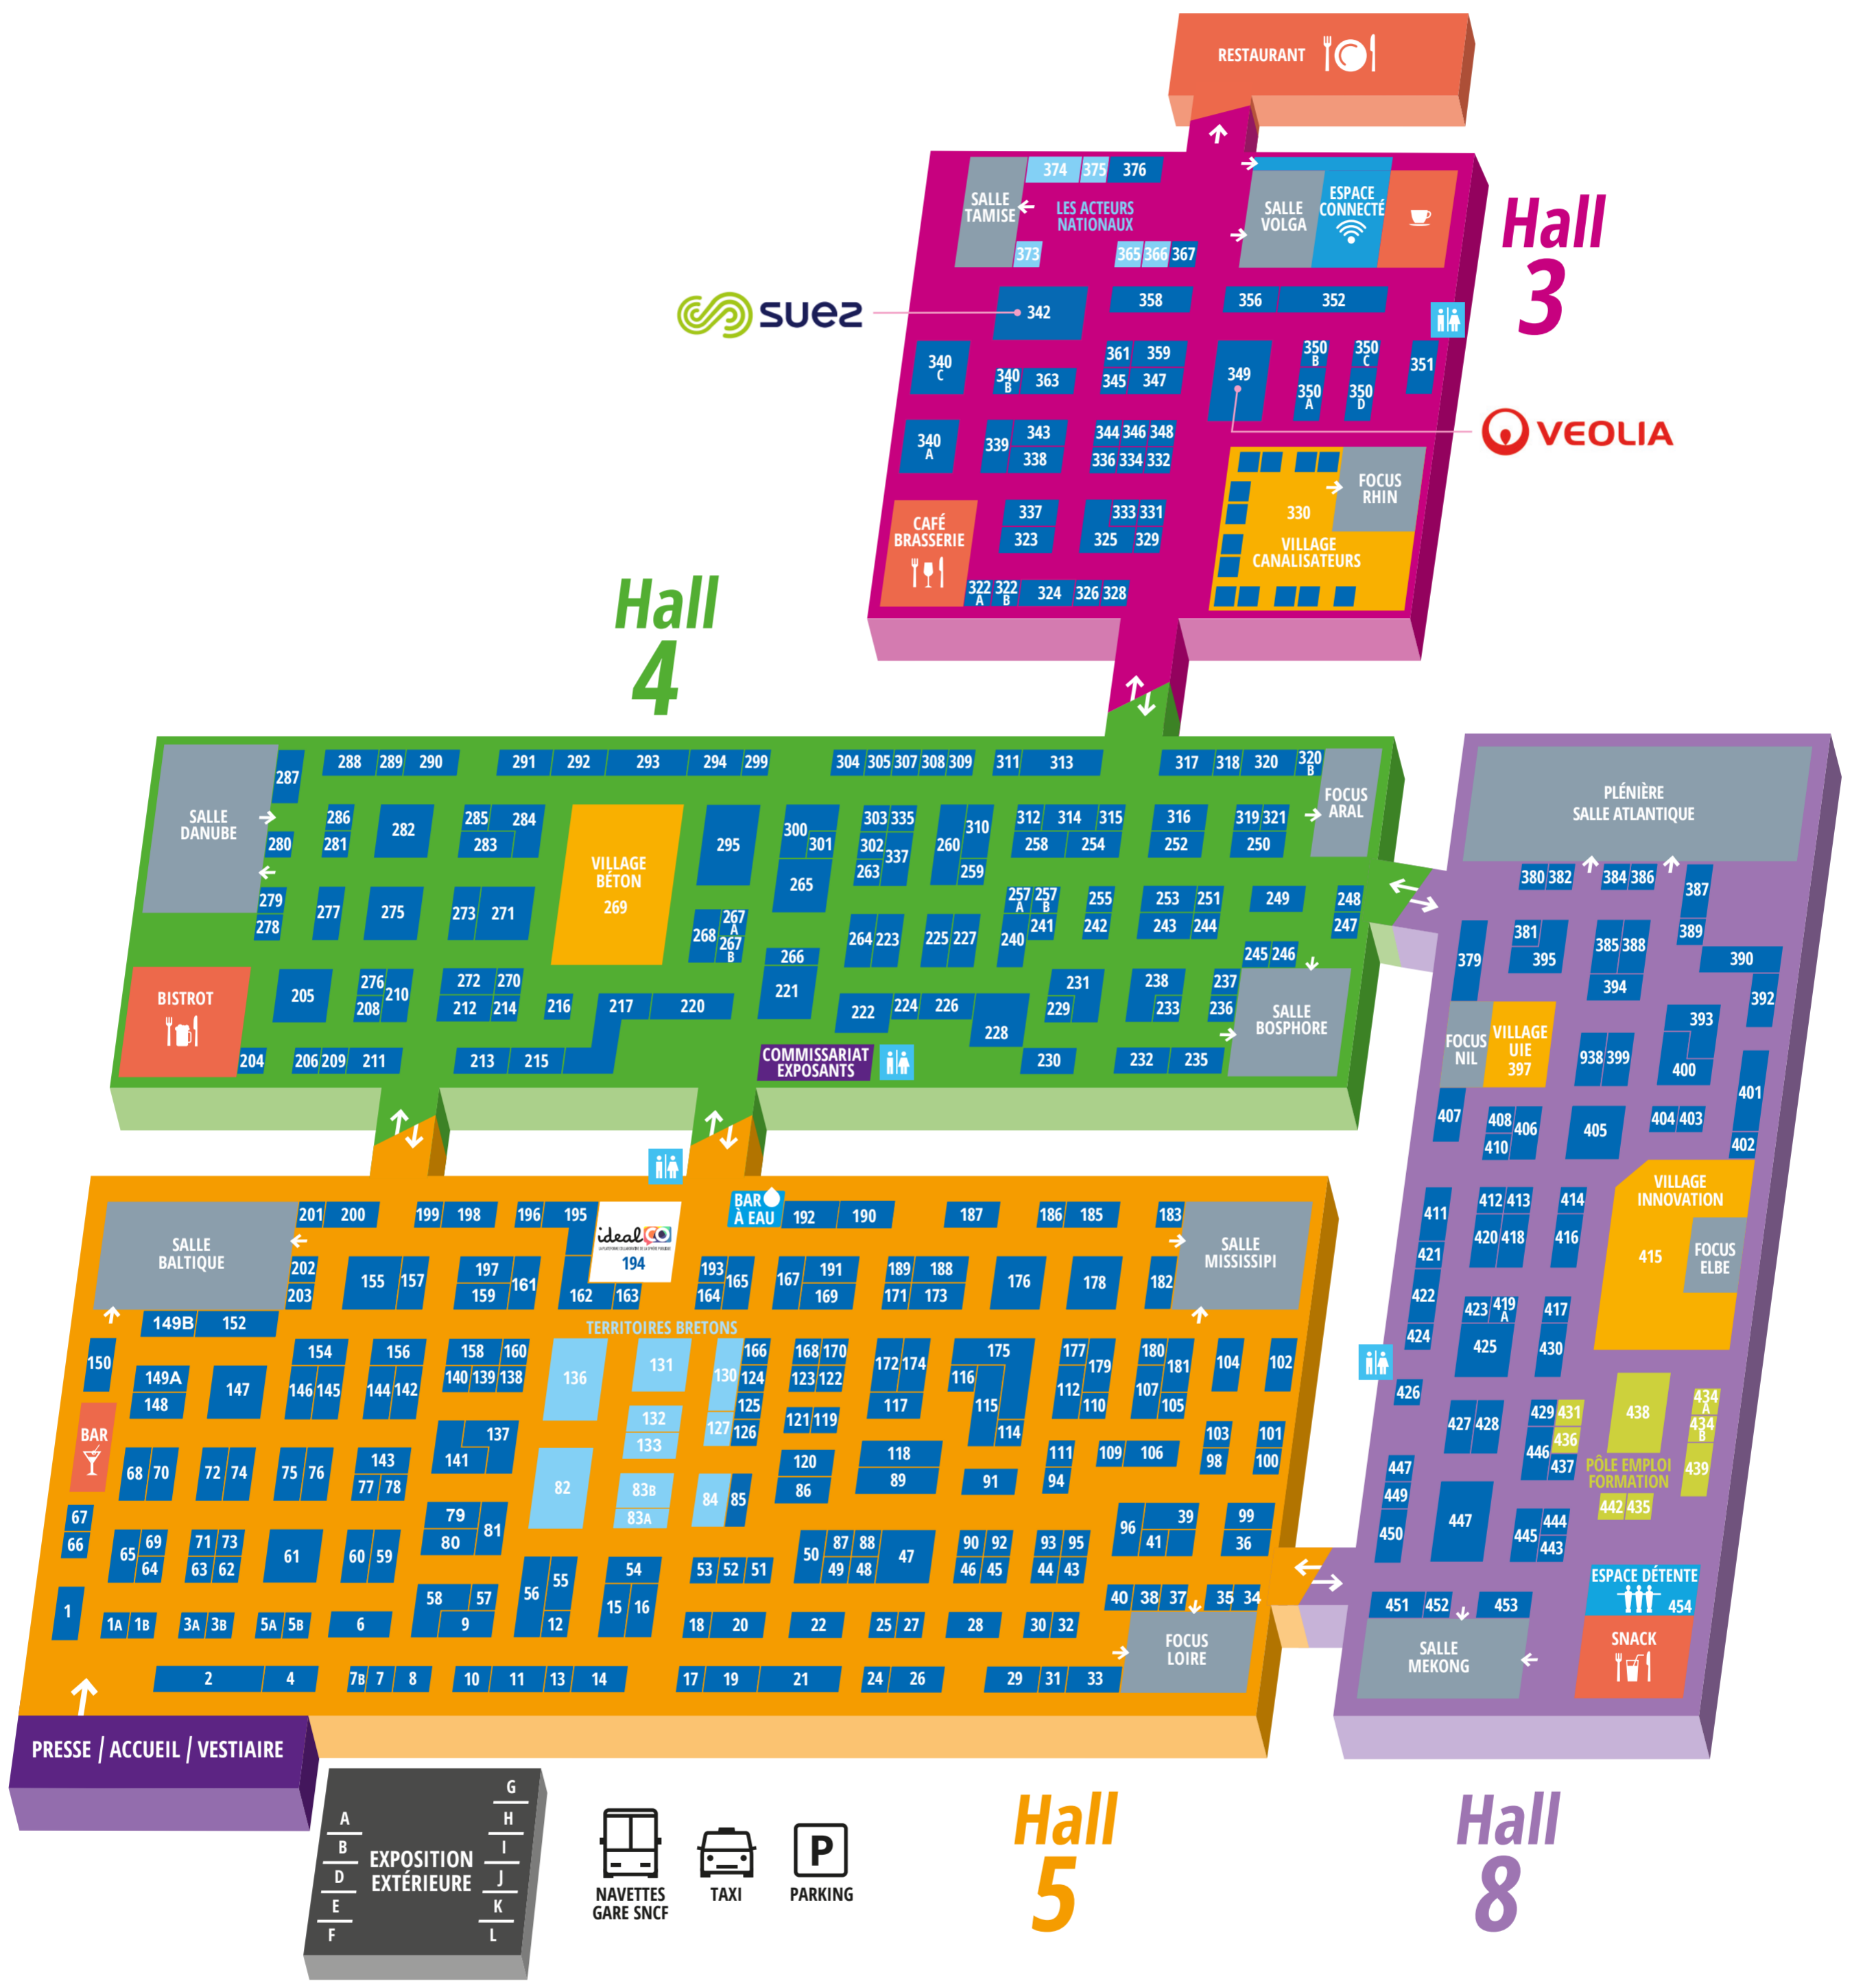 RESTAURANT
Hall
3
SALLE
TAMISE
374 375 376
LES ACTEURS
NATIONAUX
373
365 366 367
SALLE
VOLGA
ESPACE
CONNECTÉ
suez
342
358
356 352
340
C
340
B
363
361 359
345 347
349
350
B
350
A
350
C
350
D
351
VEOLIA
340
A
339 343
338
344 346 348
336 334 332
FOCUS
RHIN
330
VILLAGE
CANALISATEURS
CAFÉ
BRASSERIE
337
323
333 331
325 329
322
A
322
B
324 326 328
Hall
4
SALLE
DANUBE
287
288 289 290
291 292 293 294 299
304 305 307 308 309
311 313
317 318 320 320
B
FOCUS
ARAL
280
286
281
282
285 284
283
VILLAGE
BÉTON
269
295
300 301
265
303 335
302 337
263
260 310
259
312 314 315
258 254
316
252
319 321
250
279
278
277
275
273 271
268 267
A
267
B
264 223
225 227
257
A
257
B
240 241
255
242
253 251
243 244
249
248
247
245 246
BISTROT
204
205
276 210
208
272 270
212 214
216
217 220
266
221
222 224 226 228
231
229
238
233
237
236
SALLE
BOSPHORE
206 209 211
213 215
COMMISSARIAT
EXPOSANTS
230
232 235
PLÉNIÈRE
SALLE ATLANTIQUE
380 382
384 386
387
389
379
381
395
385 388
394
390
392
FOCUS
NIL
VILLAGE
UIE
397
938 399
393
400
401
402
407
408 406
410
405
404 403
VILLAGE
INNOVATION
415
FOCUS
ELBE
411
421
422
424
412 413
420 418
414
416
423 419
A
425
417
430
426
427 428
429 431
436
446 437
438
434
A
434
B
439
PÔLE EMPLOI
FORMATION
442 435
447
449
450
447
445 444
443
ESPACE DÉTENTE
454
451 452 453
SALLE
MEKONG
SNACK
SALLE
BALTIQUE
201 200
199 198
196 195
idealCO
194
BAR
À EAU
192 190
187
186 185
183
SALLE
MISSISSIPI
202
203
155 157
197 161
159
162 163
193 165
164
167 191
169
189 188
171 173
176
178
182
149B 152
TERRITOIRES BRETONS
150
149A
148
147
154
146 145
156
144 142
158 160
140 139 138
136
131
132
133
130
127
166
124
125
126
168 170
123 122
121 119
172 174
117
175
116
115
114
177 179
112 110
180 181
107 105
104
102
BAR
68 70
72 74
75 76
143
77 78
137
141
82
83B
83A
84 85
120
86
118
89
91
111
94
109 106
103
98
101
100
67
66
65 69
64
71 73
63 62
61
60 59
79
80
81
56 55
12
54
15 16
53 52 51
50 87 88 47
49 48
90 92
46 45
93 95
44 43
96 39
41
99
36
1
1A 1B
3A 3B
5A 5B
6
58 57
9
18 20
22
25 27
28
30 32
40 38 37
35 34
FOCUS
LOIRE
2 4
7B 7 8
10 11 13 14
17 19 21
24 26
29 31 33
PRESSE / ACCUEIL / VESTIAIRE
EXPOSITION
EXTÉRIEURE
A
B
D
E
F
G
H
I
J
K
L
NAVETTES
GARE SNCF
TAXI
P
PARKING
Hall
5
Hall
8